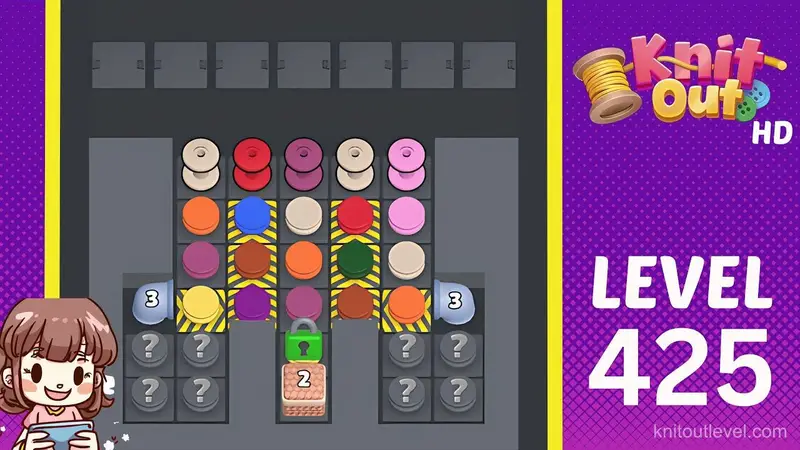 Knit
Out
HD
3
3
? ? ? ?
2
? ? ? ?
LEVEL
425
knitoutlevel.com